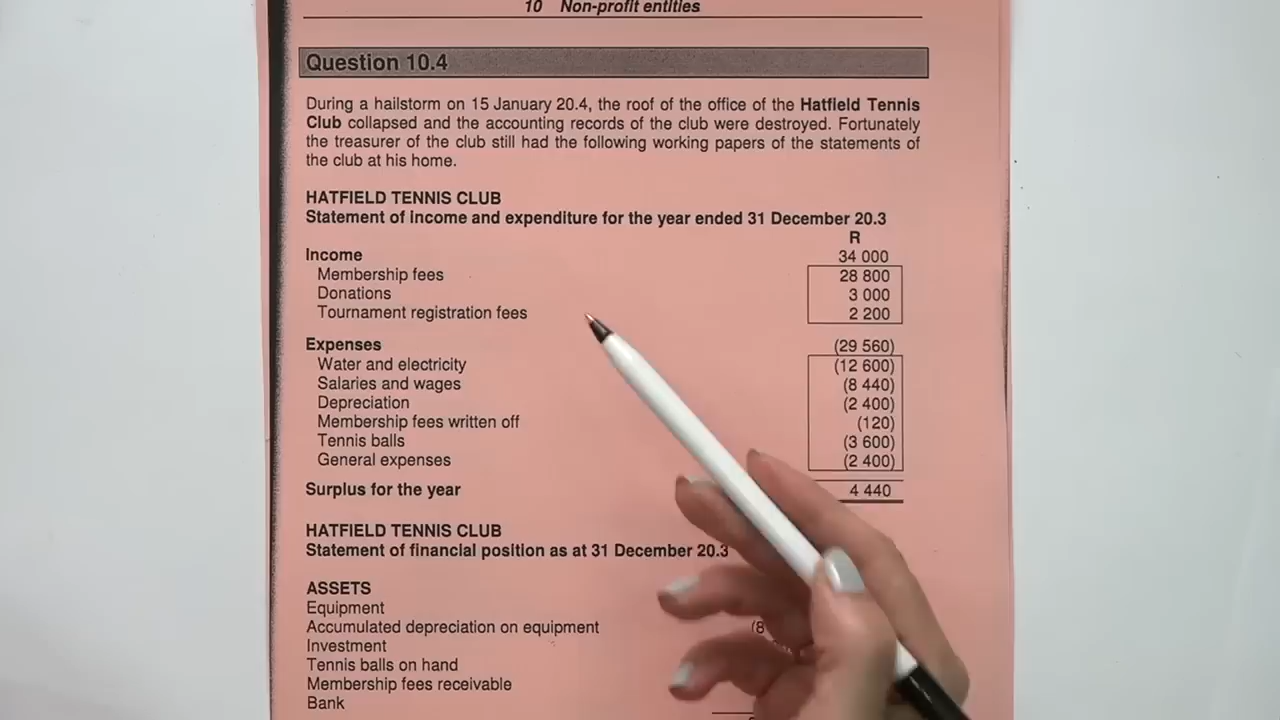 10 Non-profit entities
Question 10.4
During a hailstorm on 15 January 20.4, the roof of the office of the Hatfield Tennis
Club collapsed and the accounting records of the club were destroyed. Fortunately
the treasurer of the club still had the following working papers of the statements of
the club at his home.
HATFIELD TENNIS CLUB
Statement of income and expenditure for the year ended 31 December 20.3
R
Income 34 000
Membership fees 28 800
Donations 3 000
Tournament registration fees 2 200
Expenses (29 560)
Water and electricity (12 600)
Salaries and wages (8 440)
Depreciation (2 400)
Membership fees written off (120)
Tennis balls (3 600)
General expenses (2 400)
Surplus for the year 4 440
HATFIELD TENNIS CLUB
Statement of financial position as at 31 December 20.3
ASSETS
Equipment
Accumulated depreciation on equipment (8
Investment
Tennis balls on hand
Membership fees receivable
Bank